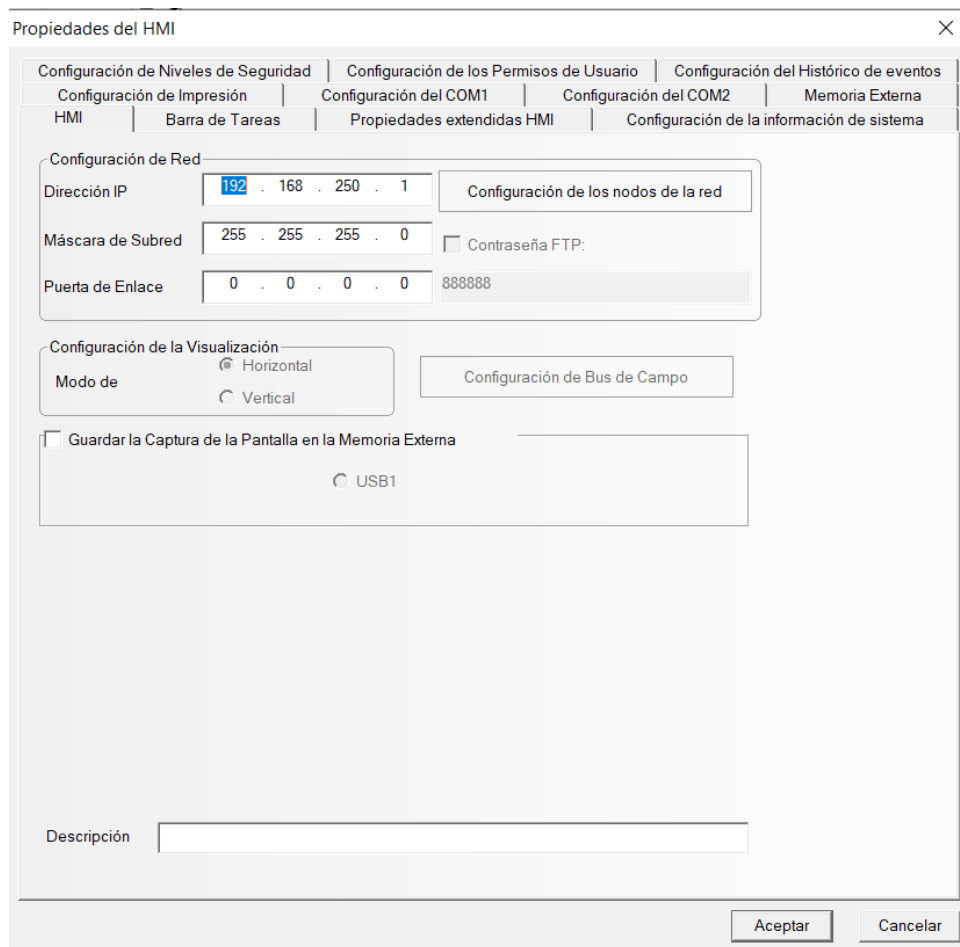 Propiedades del HMI
Configuración de Niveles de Seguridad
Configuración de los Permisos de Usuario
Configuración del Histórico de eventos
Configuración de Impresión
Configuración del COM1
Configuración del COM2
Memoria Externa
HMI
Barra de Tareas
Propiedades extendidas HMI
Configuración de la información de sistema
Configuración de Red
Dirección IP
192 . 168 . 250 . 1
Configuración de los nodos de la red
Máscara de Subred
255 . 255 . 255 . 0
Contraseña FTP:
Puerta de Enlace
0 . 0 . 0 . 0
888888
Configuración de la Visualización
Modo de
Horizontal
Vertical
Configuración de Bus de Campo
Guardar la Captura de la Pantalla en la Memoria Externa
USB1
Descripción
Aceptar
Cancelar